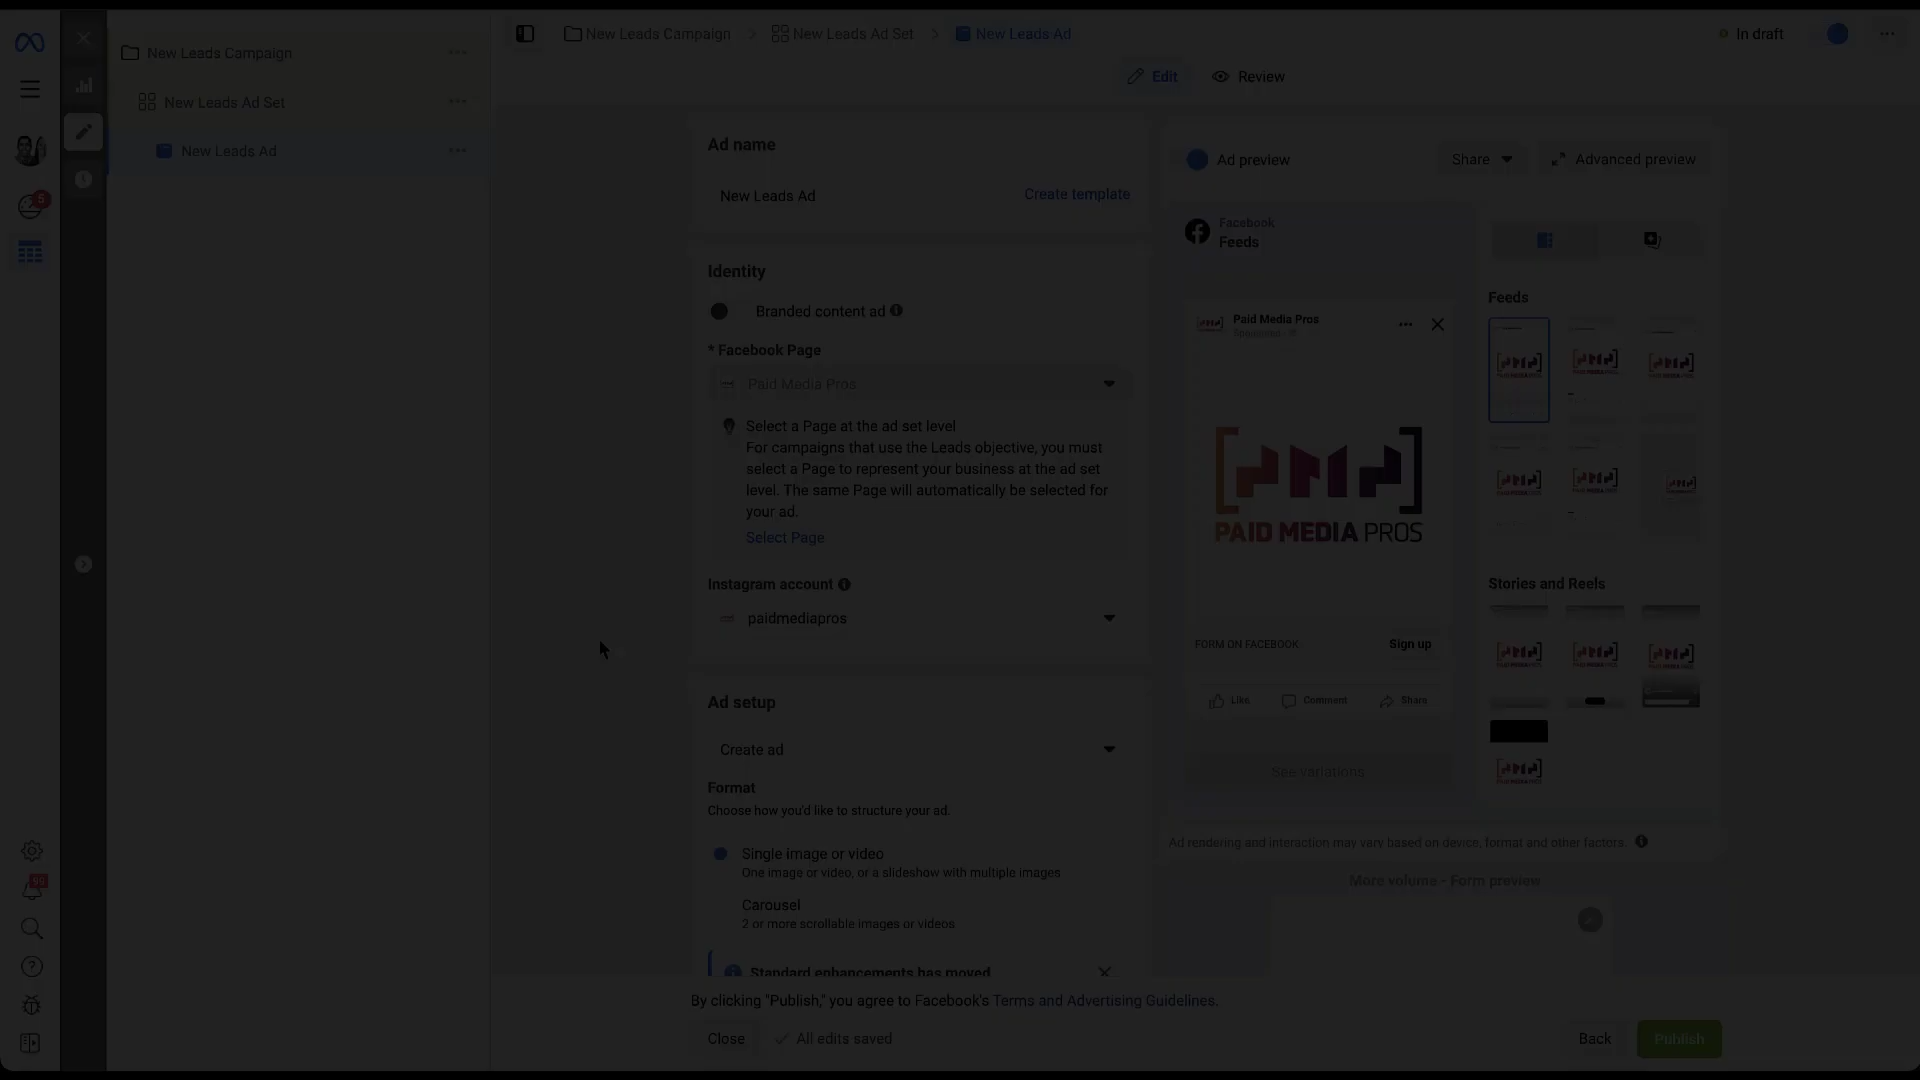 New Leads Campaign
New Leads Ad Set
New Leads Ad
5
New Leads Campaign
New Leads Ad Set
New Leads Ad
In draft
Edit
Review
Ad name
New Leads Ad
Create template
Identity
Branded content ad
* Facebook Page
Paid Media Pros
Select a Page at the ad set level
For campaigns that use the Leads objective, you must
select a Page to represent your business at the ad set
level. The same Page will automatically be selected for
your ad.
Select Page
Instagram account
paidmediapros
Ad setup
Create ad
Format
Choose how you'd like to structure your ad.
Single image or video
One image or video, or a slideshow with multiple images
Carousel
2 or more scrollable images or videos
Standard enhancements has moved
Ad preview
Share
Advanced preview
Facebook
Feeds
Paid Media Pros
Sponsored
PAID MEDIA PROS
FORM ON FACEBOOK
Sign up
Like
Comment
Share
See variations
Feeds
Stories and Reels
Ad rendering and interaction may vary based on device, format and other factors.
More volume - Form preview
By clicking "Publish," you agree to Facebook's Terms and Advertising Guidelines.
Close
All edits saved
Back
Publish